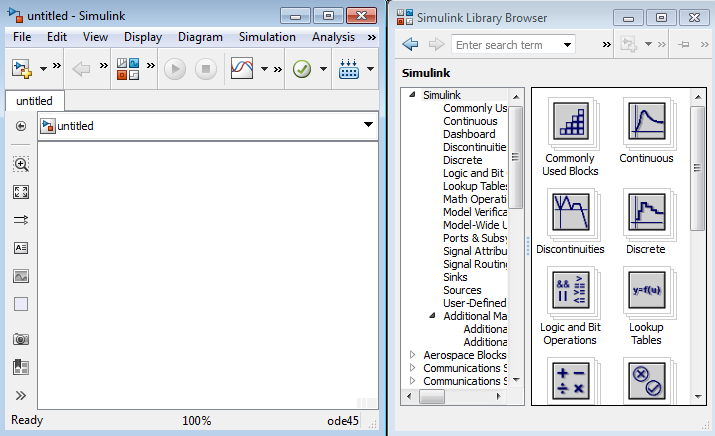 untitled - Simulink
File Edit View Display Diagram Simulation Analysis »
» » » »
untitled
untitled
Ready 100% ode45
Simulink Library Browser
Enter search term » »
Simulink
Simulink
Commonly Us
Continuous
Dashboard
Discontinuitie
Discrete
Logic and Bit
Lookup Tables
Math Operati
Model Verifica
Model-Wide U
Ports & Subsy
Signal Attribu
Signal Routing
Sinks
Sources
User-Defined
Additional Ma
Additiona
Additiona
Aerospace Blocks
Communications S
Communications S
Commonly
Used Blocks
Continuous
Discontinuities
Discrete
&& > ==
|| >= <=
Logic and Bit
Operations
y=f(u)
Lookup
Tables
+ −
÷ ×